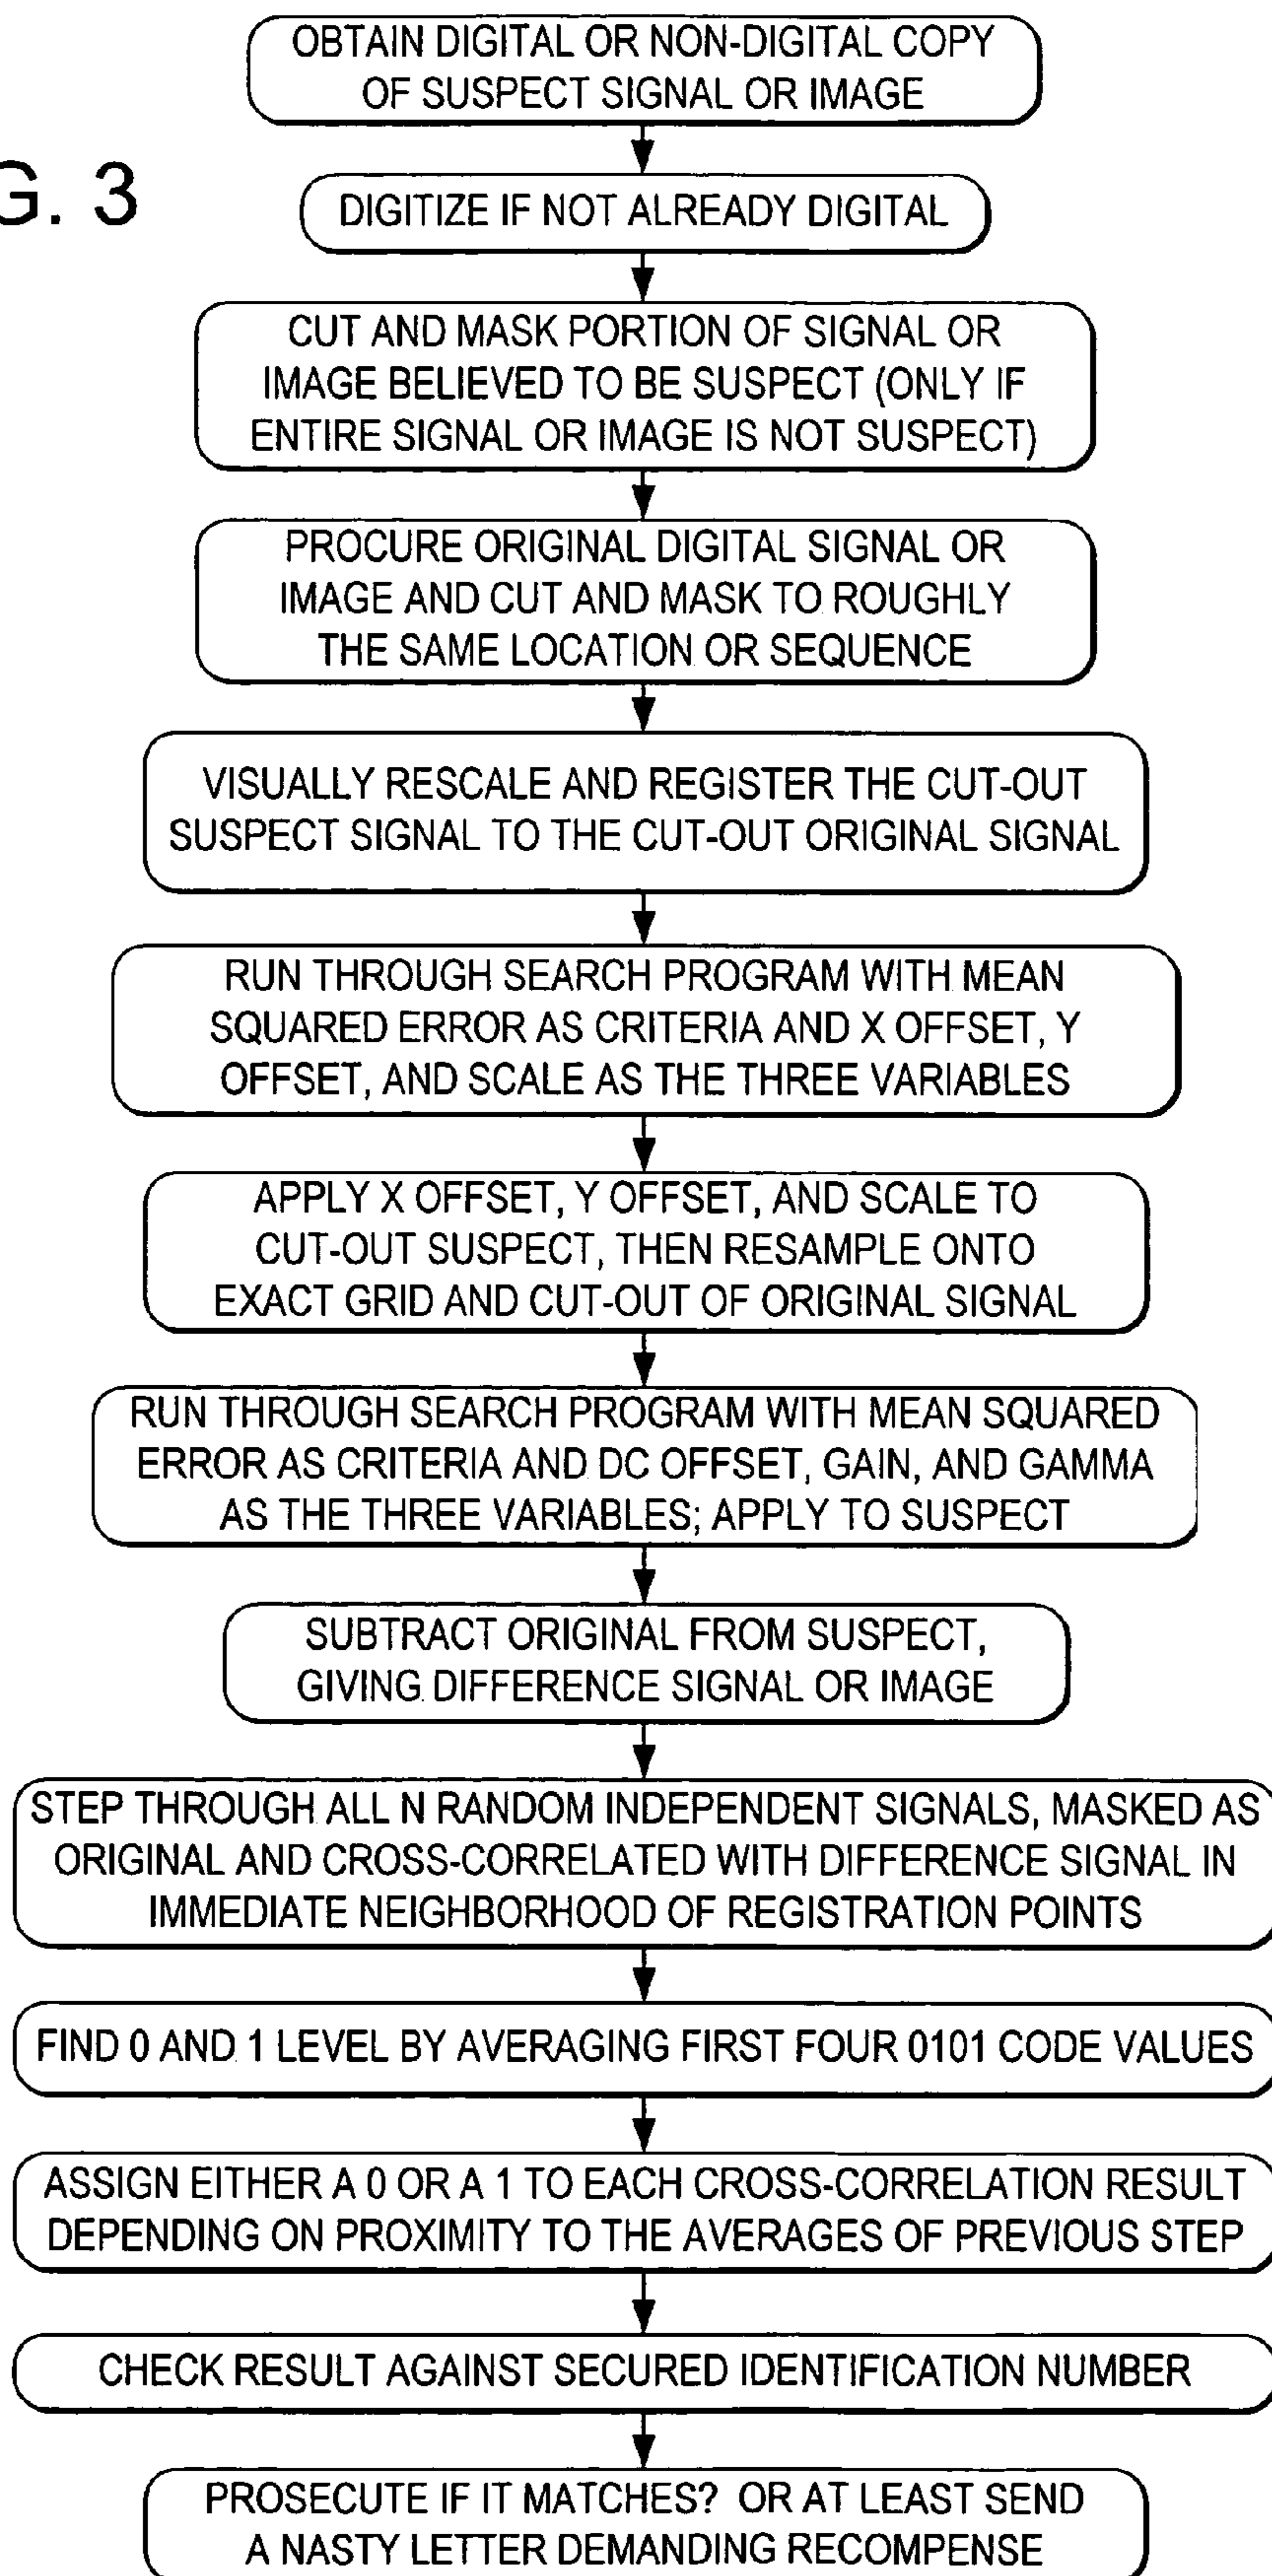 OBTAIN DIGITAL OR NON-DIGITAL COPY
OF SUSPECT SIGNAL OR IMAGE
G. 3
DIGITIZE IF NOT ALREADY DIGITAL
CUT AND MASK PORTION OF SIGNAL OR
IMAGE BELIEVED TO BE SUSPECT (ONLY IF
ENTIRE SIGNAL OR IMAGE IS NOT SUSPECT)
PROCURE ORIGINAL DIGITAL SIGNAL OR
IMAGE AND CUT AND MASK TO ROUGHLY
THE SAME LOCATION OR SEQUENCE
VISUALLY RESCALE AND REGISTER THE CUT-OUT
SUSPECT SIGNAL TO THE CUT-OUT ORIGINAL SIGNAL
RUN THROUGH SEARCH PROGRAM WITH MEAN
SQUARED ERROR AS CRITERIA AND X OFFSET, Y
OFFSET, AND SCALE AS THE THREE VARIABLES
APPLY X OFFSET, Y OFFSET, AND SCALE TO
CUT-OUT SUSPECT, THEN RESAMPLE ONTO
EXACT GRID AND CUT-OUT OF ORIGINAL SIGNAL
RUN THROUGH SEARCH PROGRAM WITH MEAN SQUARED
ERROR AS CRITERIA AND DC OFFSET, GAIN, AND GAMMA
AS THE THREE VARIABLES; APPLY TO SUSPECT
SUBTRACT ORIGINAL FROM SUSPECT,
GIVING DIFFERENCE SIGNAL OR IMAGE
STEP THROUGH ALL N RANDOM INDEPENDENT SIGNALS, MASKED AS
ORIGINAL AND CROSS-CORRELATED WITH DIFFERENCE SIGNAL IN
IMMEDIATE NEIGHBORHOOD OF REGISTRATION POINTS
FIND 0 AND 1 LEVEL BY AVERAGING FIRST FOUR 0101 CODE VALUES
ASSIGN EITHER A 0 OR A 1 TO EACH CROSS-CORRELATION RESULT
DEPENDING ON PROXIMITY TO THE AVERAGES OF PREVIOUS STEP
CHECK RESULT AGAINST SECURED IDENTIFICATION NUMBER
PROSECUTE IF IT MATCHES? OR AT LEAST SEND
A NASTY LETTER DEMANDING RECOMPENSE